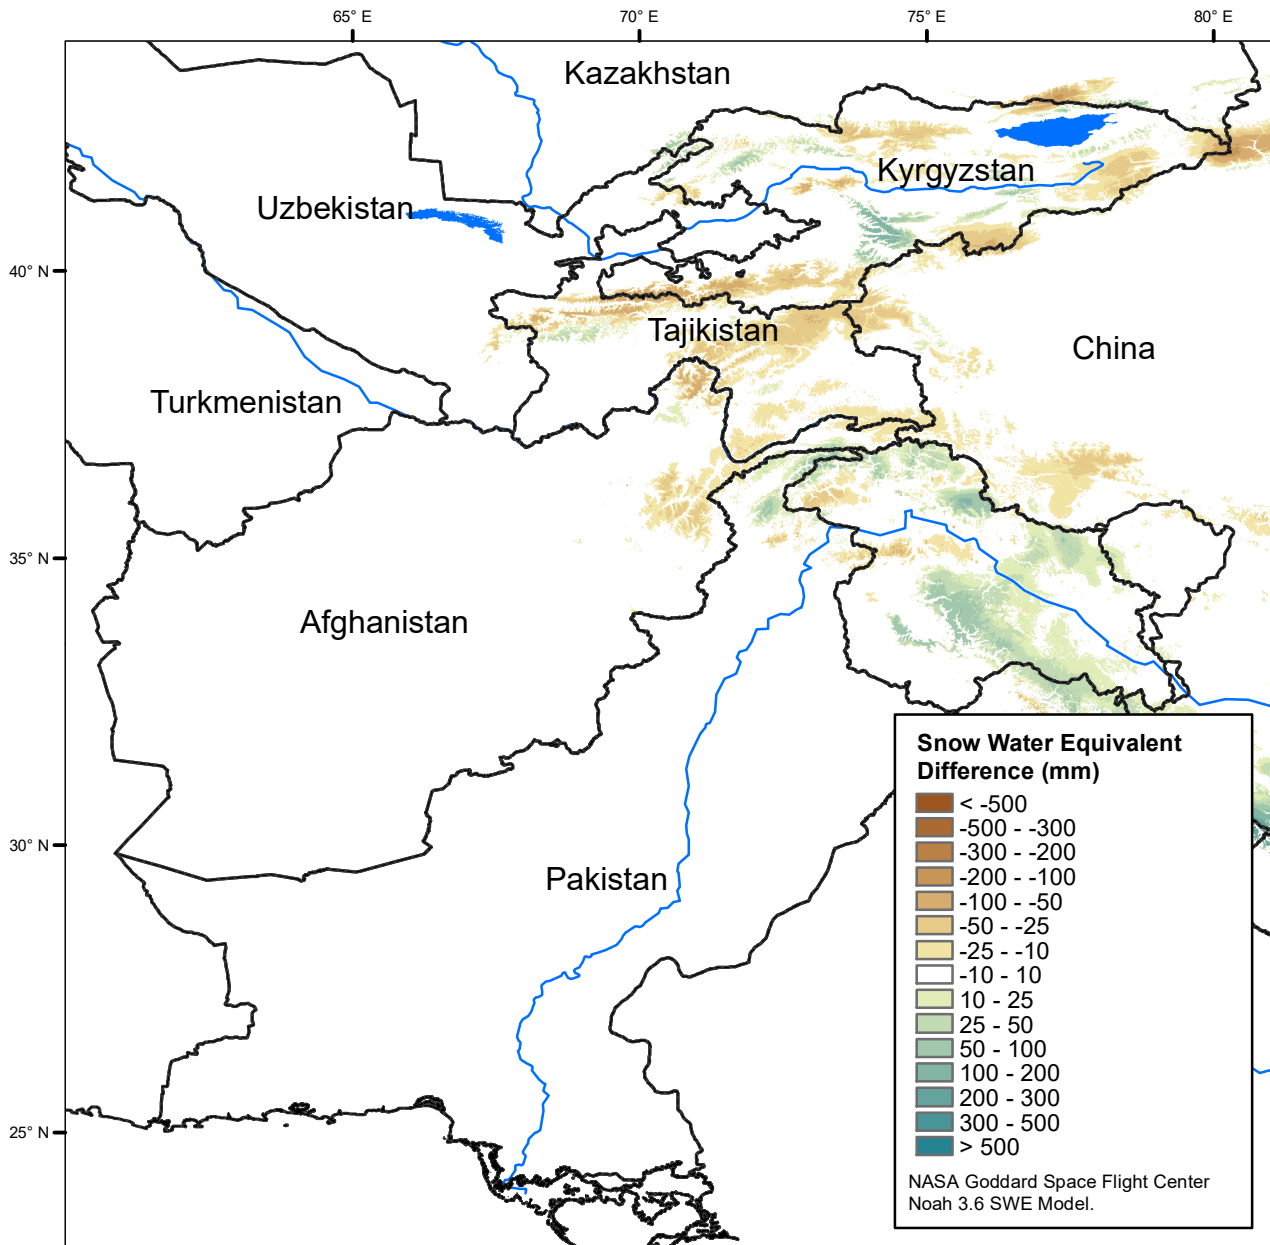 65° E
70° E
75° E
80° E
Kazakhstan
Kyrgyzstan
Uzbekistan
40° N
Tajikistan
China
Turkmenistan
35° N
Afghanistan
30° N
Pakistan
25° N
Snow Water Equivalent
Difference (mm)
< -500
-500 - -300
-300 - -200
-200 - -100
-100 - -50
-50 - -25
-25 - -10
-10 - 10
10 - 25
25 - 50
50 - 100
100 - 200
200 - 300
300 - 500
> 500
NASA Goddard Space Flight Center
Noah 3.6 SWE Model.